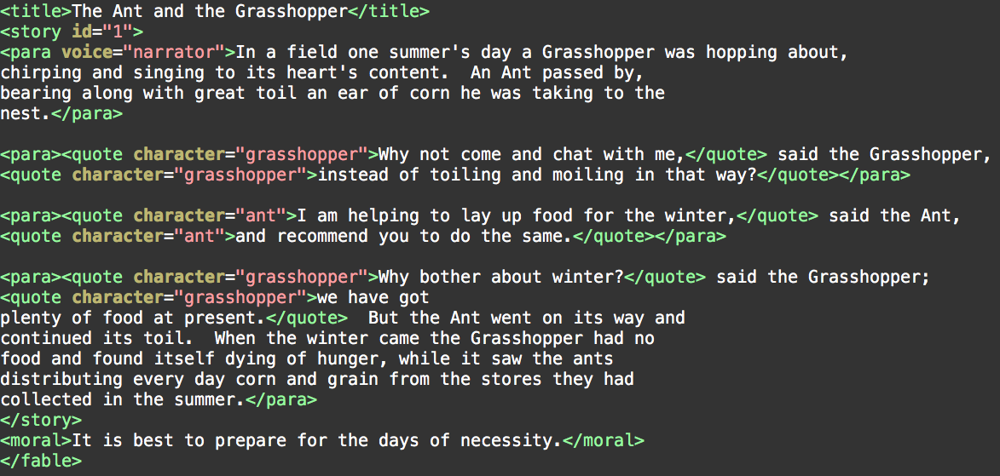 <title>The Ant and the Grasshopper</title>
<story id="1">
<para voice="narrator">In a field one summer's day a Grasshopper was hopping about,
chirping and singing to its heart's content.  An Ant passed by,
bearing along with great toil an ear of corn he was taking to the
nest.</para>

<para><quote character="grasshopper">Why not come and chat with me,</quote> said the Grasshopper,
<quote character="grasshopper">instead of toiling and moiling in that way?</quote></para>

<para><quote character="ant">I am helping to lay up food for the winter,</quote> said the Ant,
<quote character="ant">and recommend you to do the same.</quote></para>

<para><quote character="grasshopper">Why bother about winter?</quote> said the Grasshopper;
<quote character="grasshopper">we have got
plenty of food at present.</quote>  But the Ant went on its way and
continued its toil.  When the winter came the Grasshopper had no
food and found itself dying of hunger, while it saw the ants
distributing every day corn and grain from the stores they had
collected in the summer.</para>
</story>
<moral>It is best to prepare for the days of necessity.</moral>
</fable>